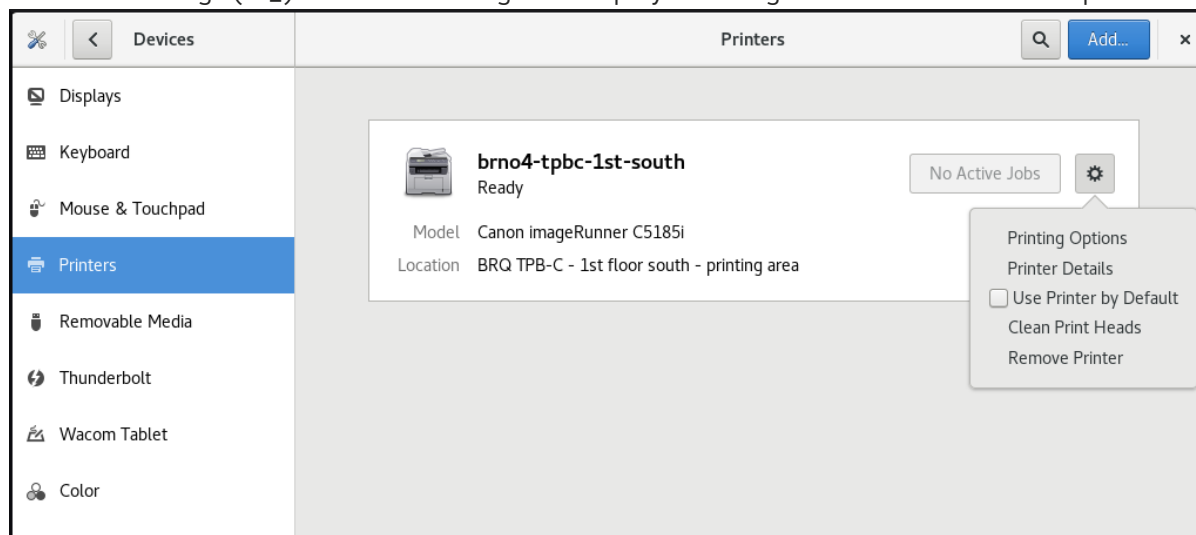 Devices
Printers
Add...
Displays
Keyboard
Mouse & Touchpad
Printers
Removable Media
Thunderbolt
Wacom Tablet
Color
brno4-tpbc-1st-south
Ready
No Active Jobs
Model Canon imageRunner C5185i
Location BRQ TPB-C - 1st floor south - printing area
Printing Options
Printer Details
Use Printer by Default
Clean Print Heads
Remove Printer